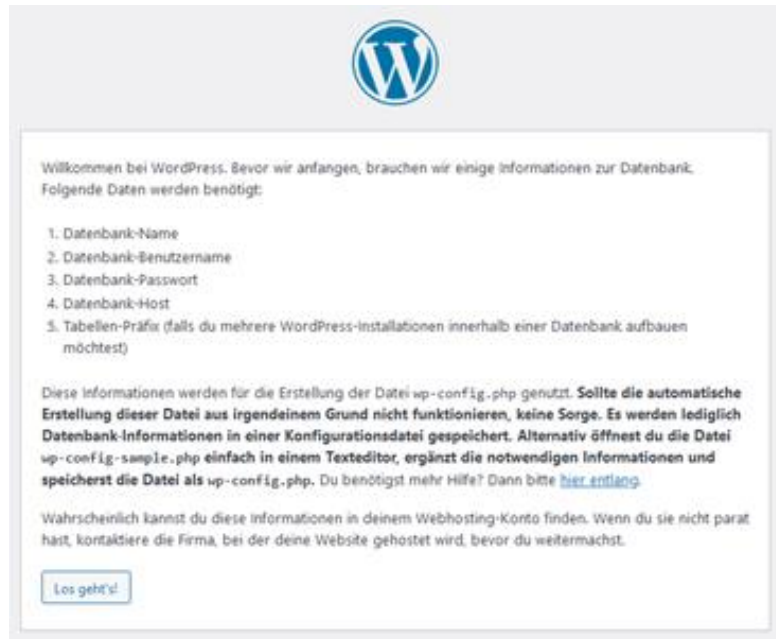 Willkommen bei WordPress. Bevor wir anfangen, brauchen wir einige Informationen zur Datenbank.
Folgende Daten werden benötigt:
1. Datenbank-Name
2. Datenbank-Benutzername
3. Datenbank-Passwort
4. Datenbank-Host
5. Tabellen-Präfix (falls du mehrere WordPress-Installationen innerhalb einer Datenbank aufbauen
möchtest)
Diese Informationen werden für die Erstellung der Datei wp-config.php genutzt. Sollte die automatische
Erstellung dieser Datei aus irgendeinem Grund nicht funktionieren, keine Sorge. Es werden lediglich
Datenbank-Informationen in einer Konfigurationsdatei gespeichert. Alternativ öffnest du die Datei
wp-config-sample.php einfach in einem Texteditor, ergänzt die notwendigen Informationen und
speicherst die Datei als wp-config.php. Du benötigst mehr Hilfe? Dann bitte hier entlang.
Wahrscheinlich kannst du diese Informationen in deinem Webhosting-Konto finden. Wenn du sie nicht parat
hast, kontaktiere die Firma, bei der deine Website gehostet wird, bevor du weitermachst.
Los geht's!